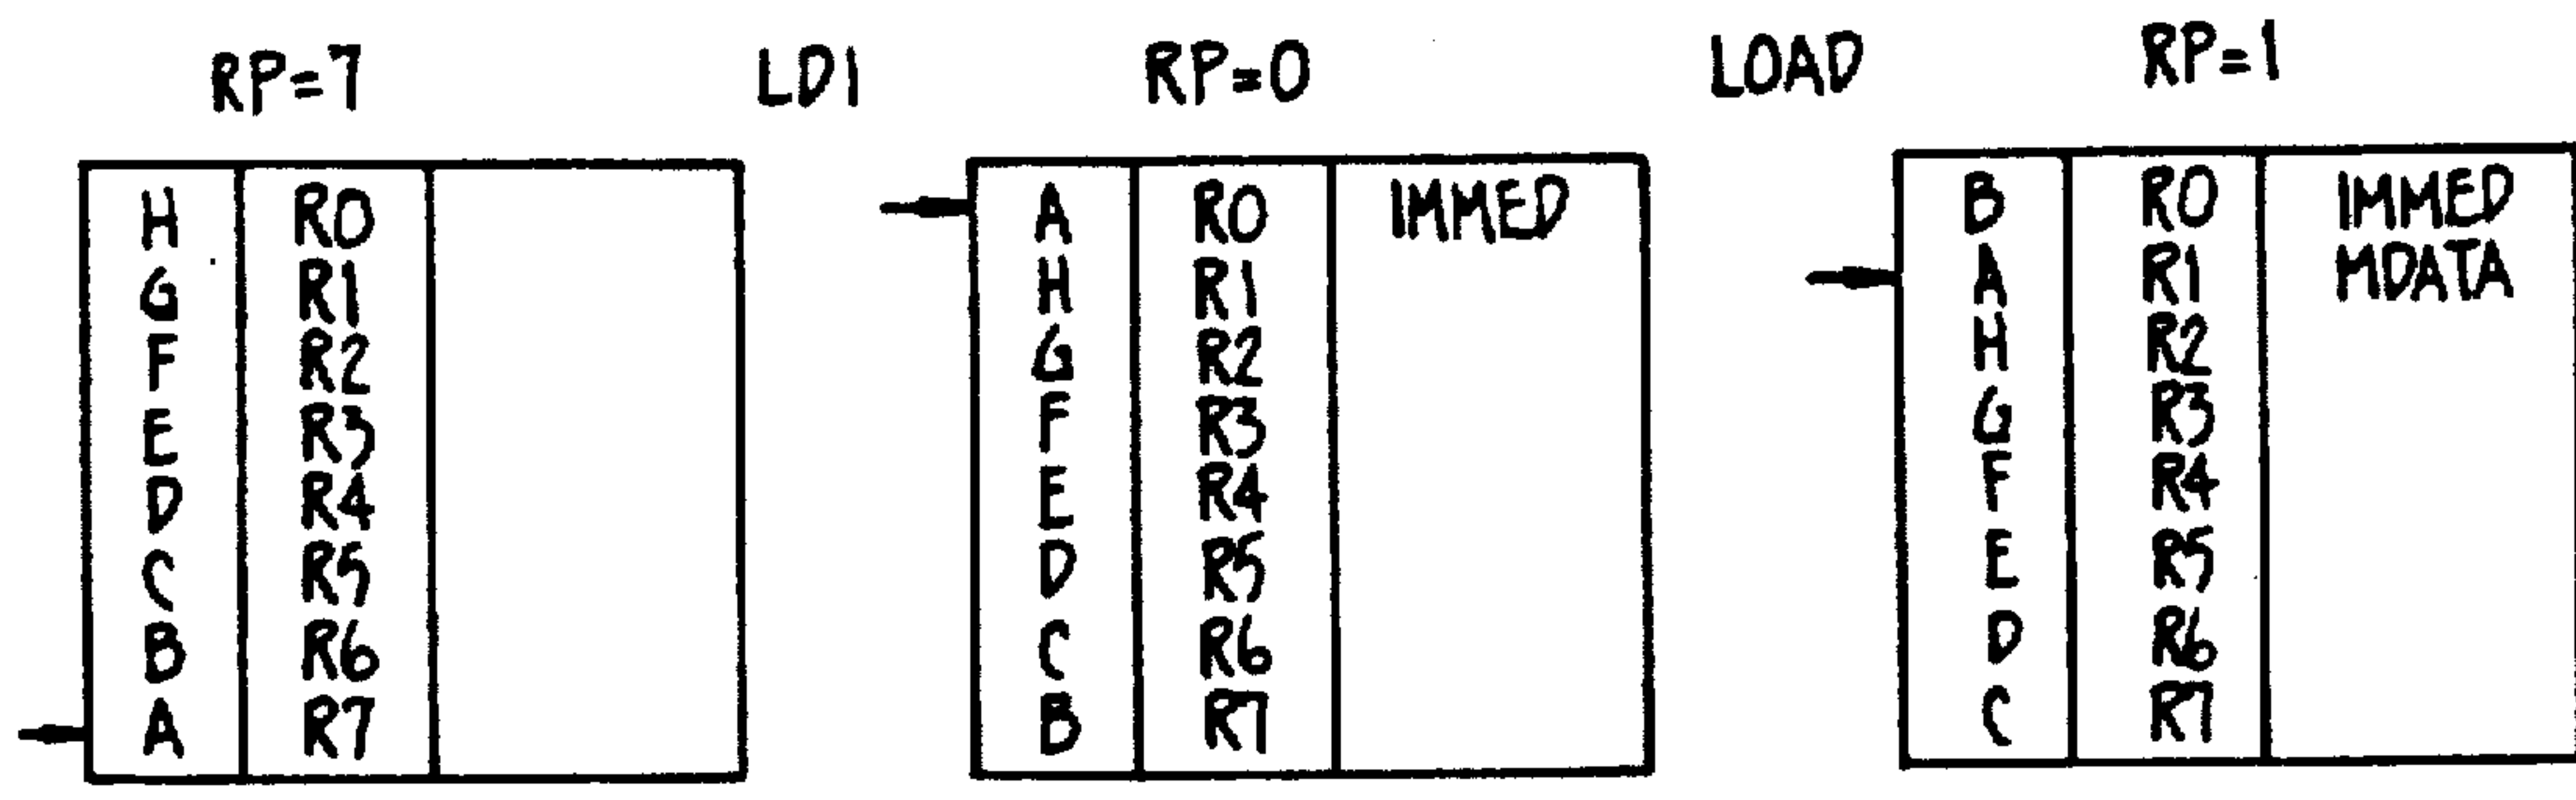 RP=7 LDI RP=0 LOAD RP=1
H R0 A R0 IMMED B R0 IMMED
G R1 H R1 A R1 MDATA
F R2 G R2 H R2
E R3 F R3 G R3
D R4 E R4 F R4
C R5 D R5 E R5
B R6 C R6 D R6
A R7 B R7 C R7